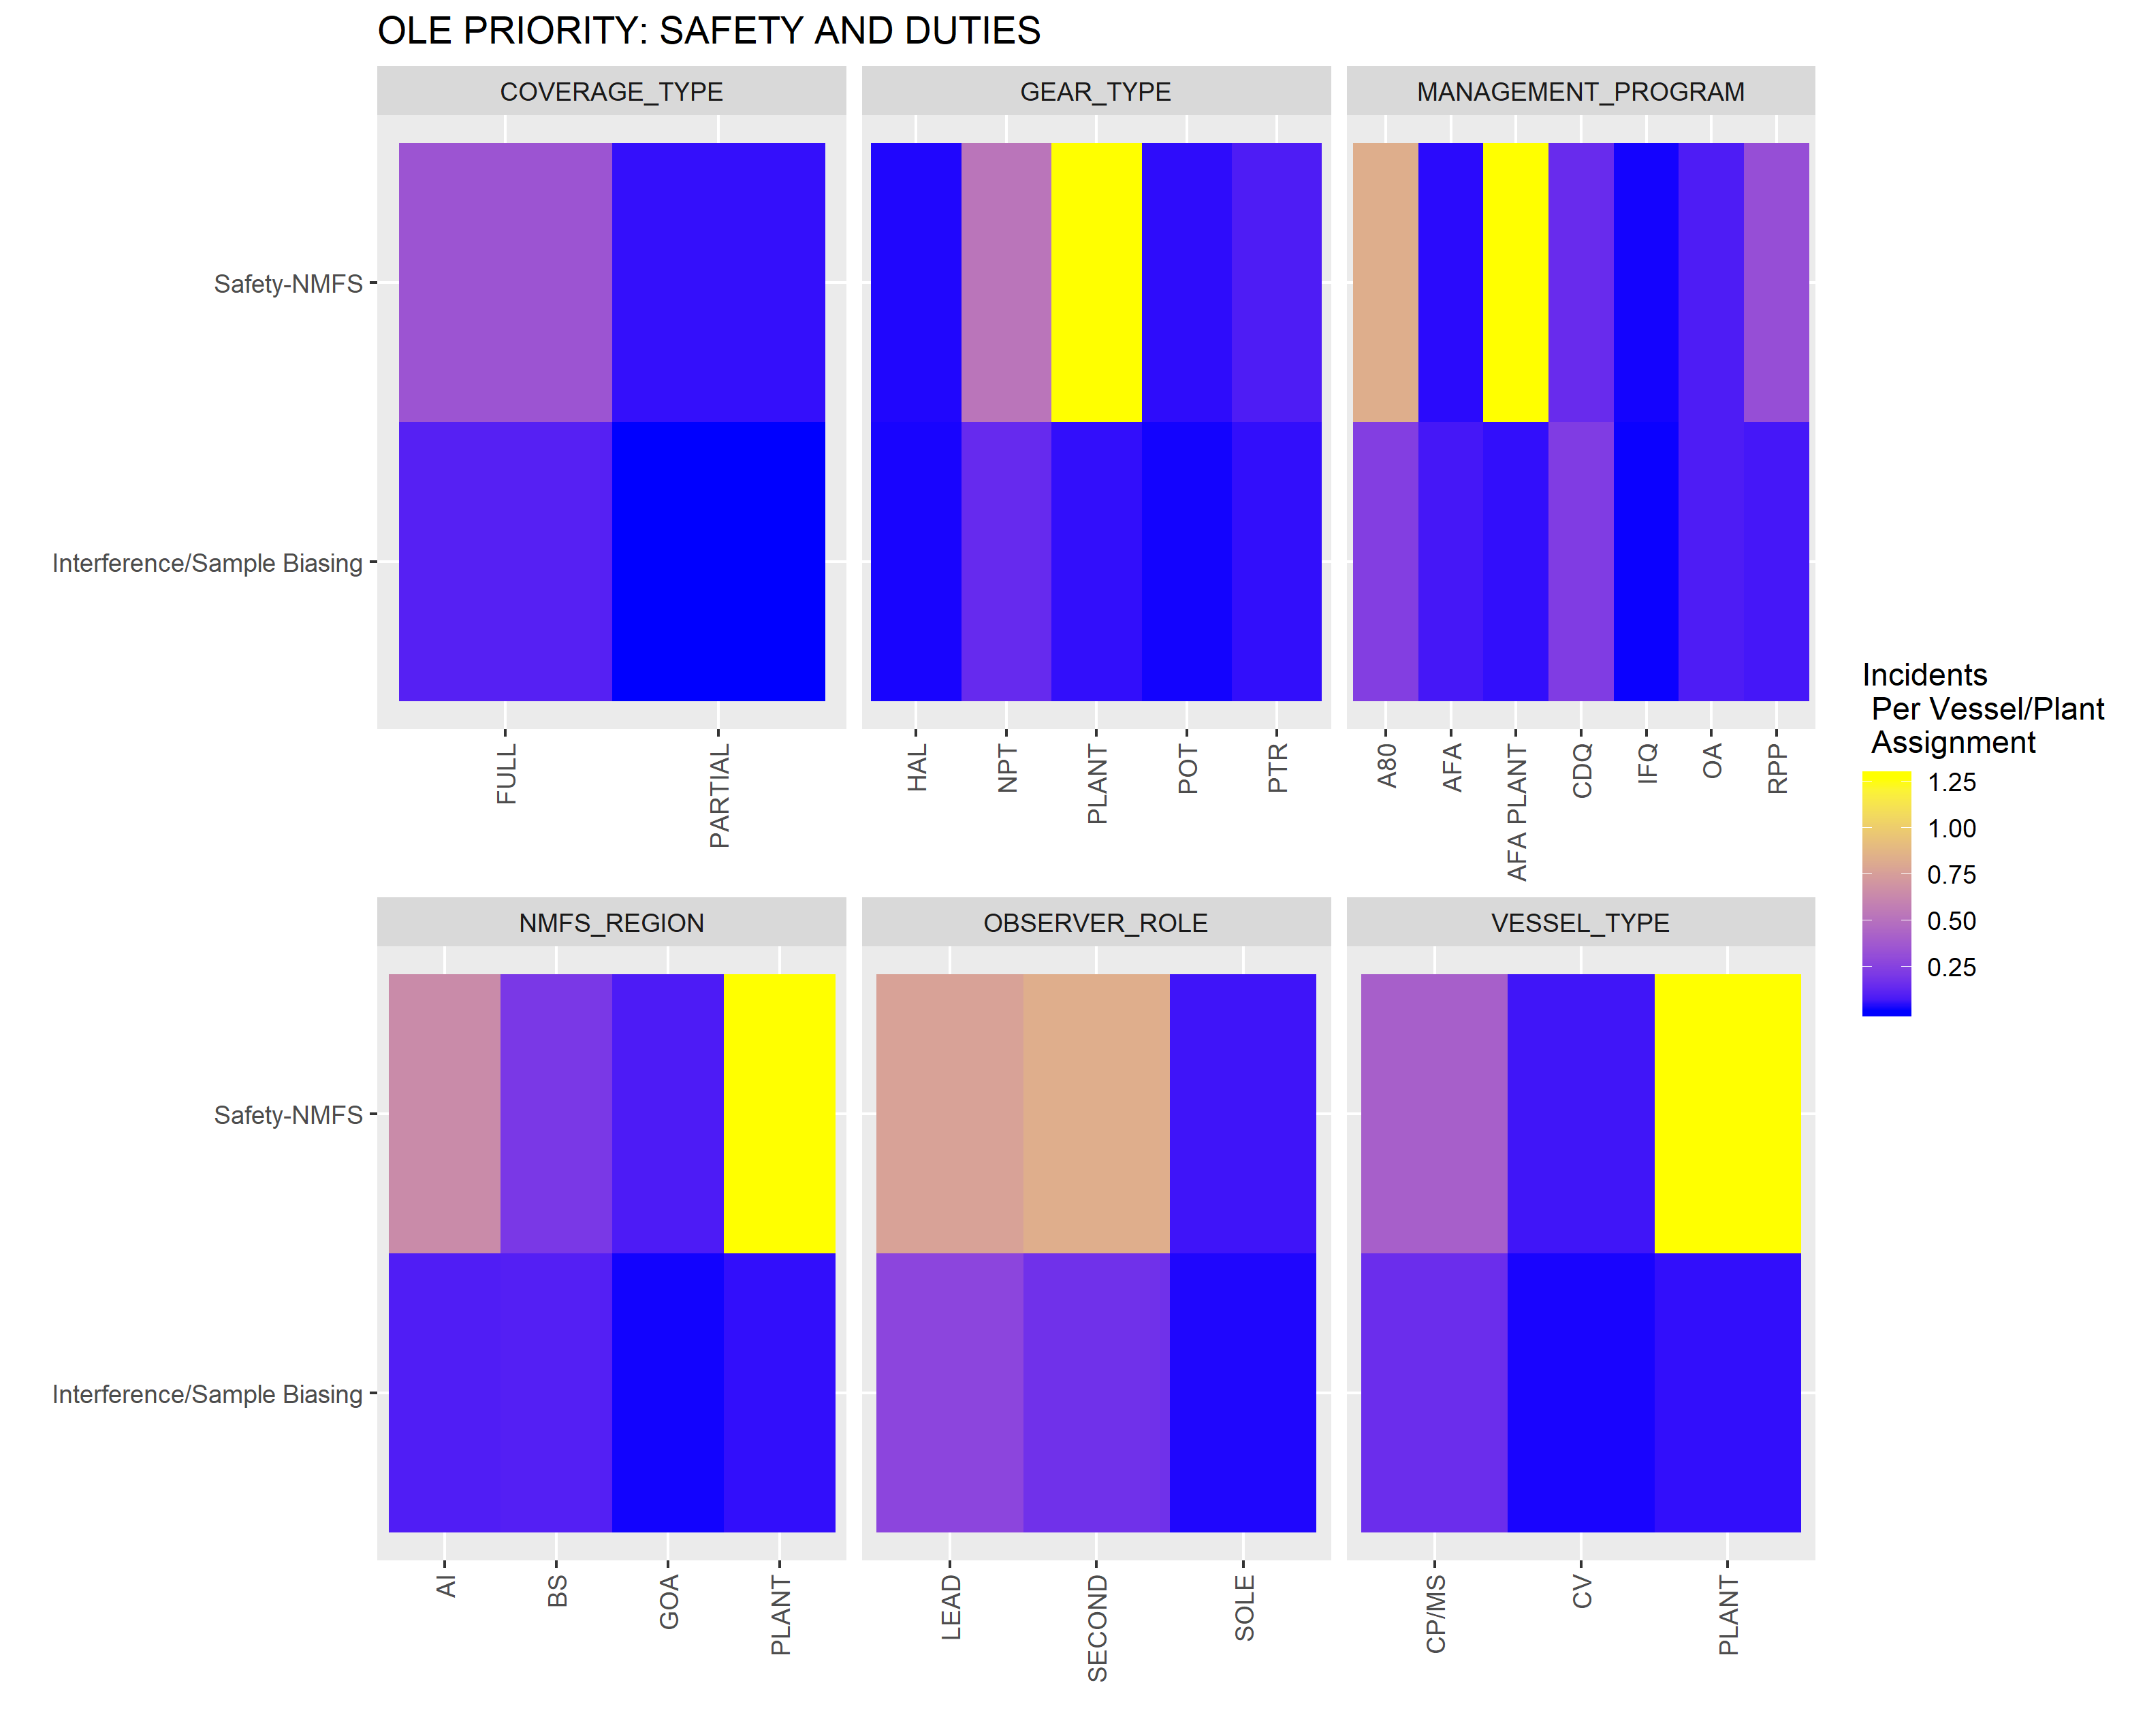 OLE PRIORITY: SAFETY AND DUTIES
COVERAGE_TYPE
GEAR_TYPE
MANAGEMENT_PROGRAM
Safety-NMFS
Interference/Sample Biasing
FULL
PARTIAL
HAL
NPT
PLANT
POT
PTR
A80
AFA
AFA PLANT
CDQ
IFQ
OA
RPP
NMFS_REGION
OBSERVER_ROLE
VESSEL_TYPE
Safety-NMFS
Interference/Sample Biasing
AI
BS
GOA
PLANT
LEAD
SECOND
SOLE
CP/MS
CV
PLANT
Incidents
Per Vessel/Plant
Assignment
1.25
1.00
0.75
0.50
0.25